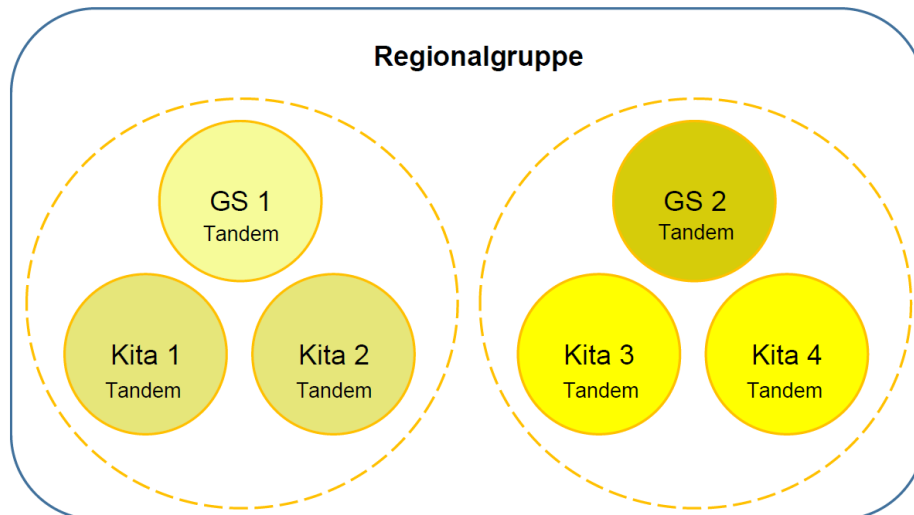 Regionalgruppe
GS 1
Tandem
GS 2
Tandem
Kita 1
Tandem
Kita 2
Tandem
Kita 3
Tandem
Kita 4
Tandem